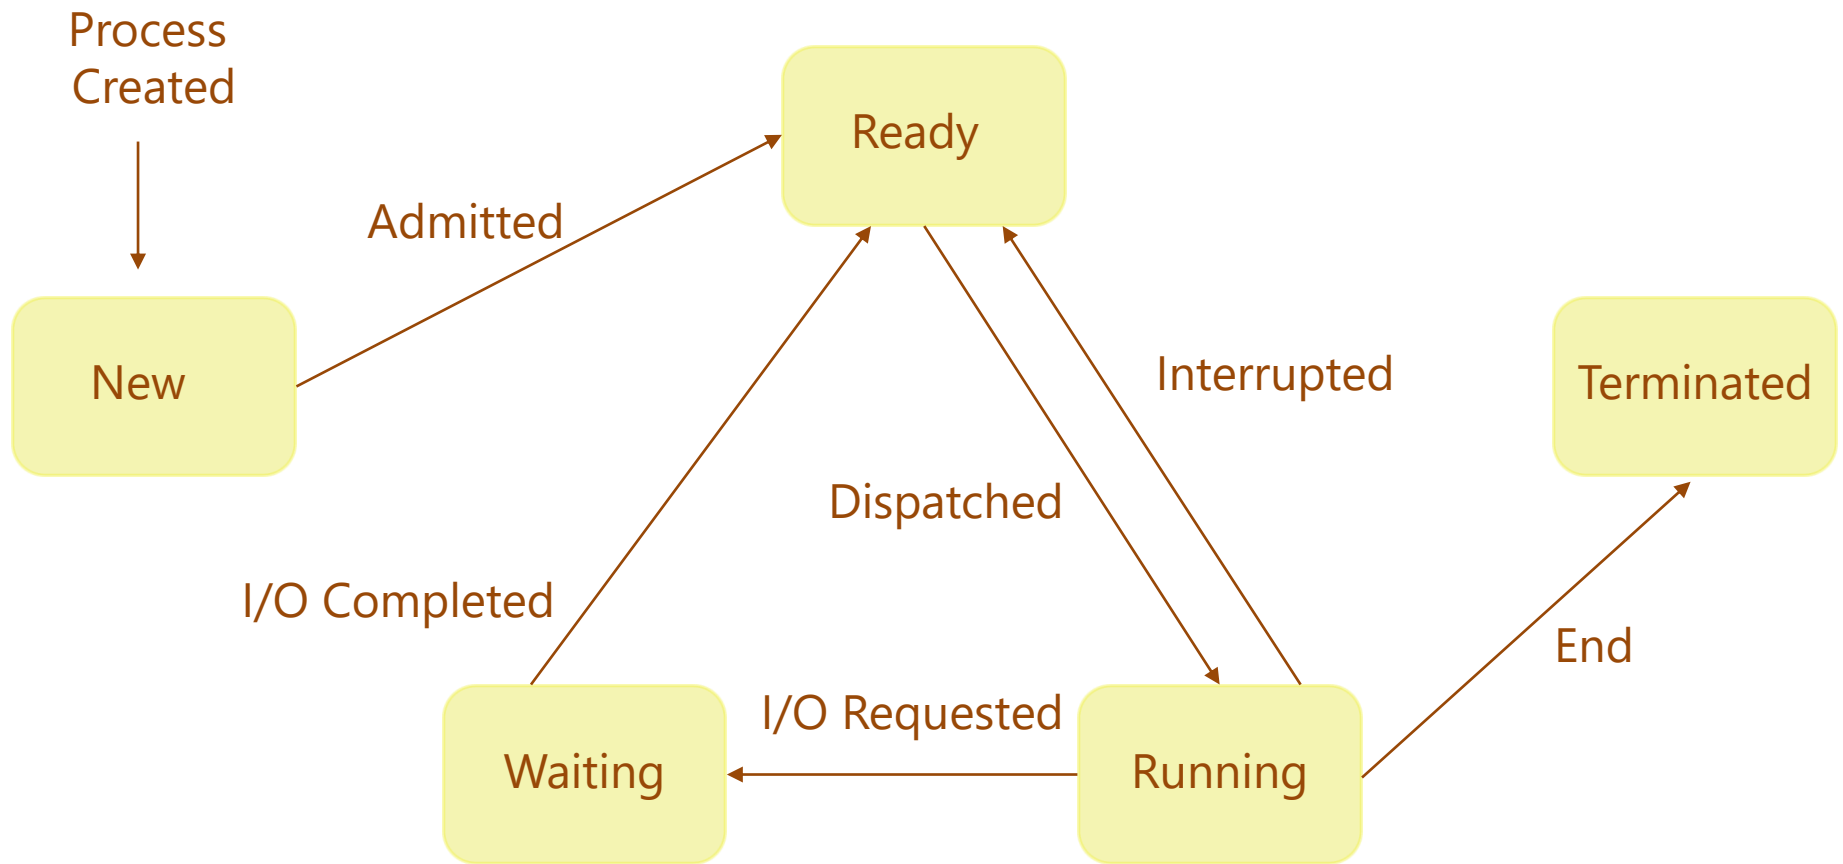 Process
Created
Ready
Admitted
New
Interrupted
Terminated
Dispatched
I/O Completed
End
I/O Requested
Waiting
Running